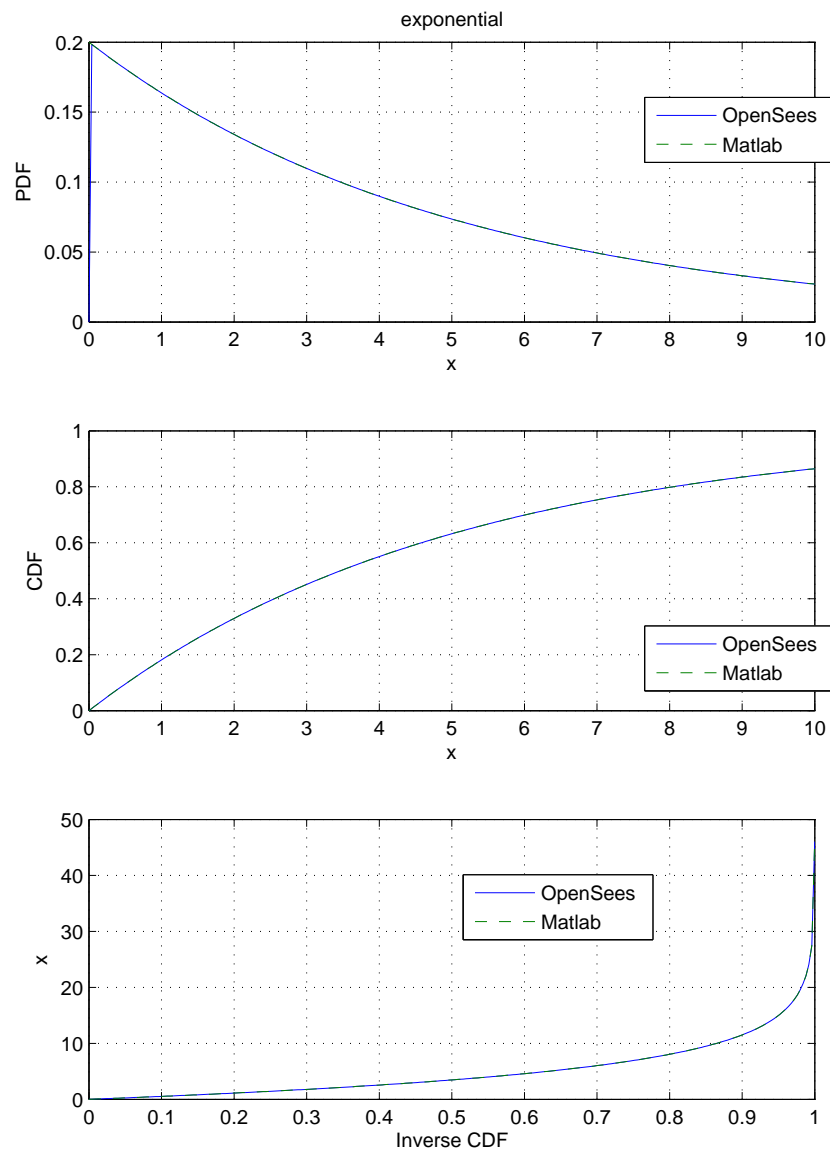 exponential
0.2
0.15
0.1
0.05
0
PDF
OpenSees
Matlab
0 1 2 3 4 5 6 7 8 9 10
x
1
0.8
0.6
0.4
0.2
0
CDF
OpenSees
Matlab
0 1 2 3 4 5 6 7 8 9 10
x
50
40
30
20
10
0
x
OpenSees
Matlab
0 0.1 0.2 0.3 0.4 0.5 0.6 0.7 0.8 0.9 1
Inverse CDF